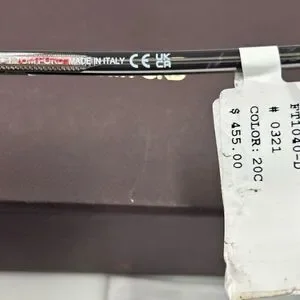 TOM FORD MADE IN ITALY CE UK CA
FT1040-D
# 0321
COLOR: 20C
$ 455.00